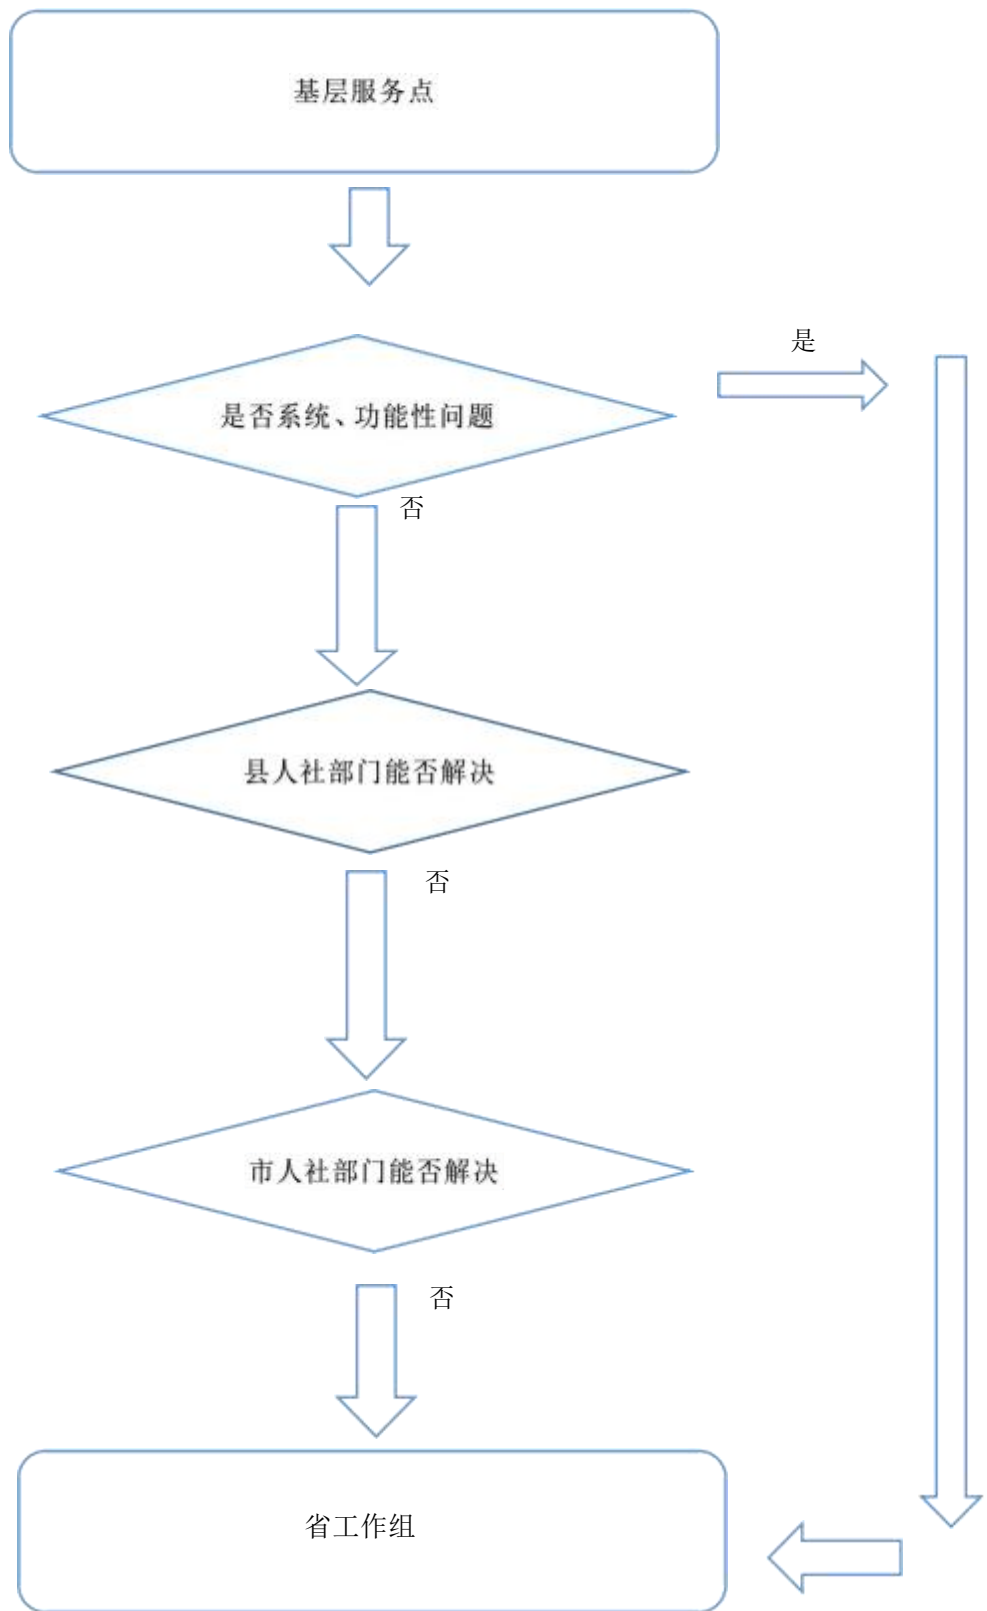 基层服务点
是
是否系统、功能性问题
否
县人社部门能否解决
否
市人社部门能否解决
否
省工作组